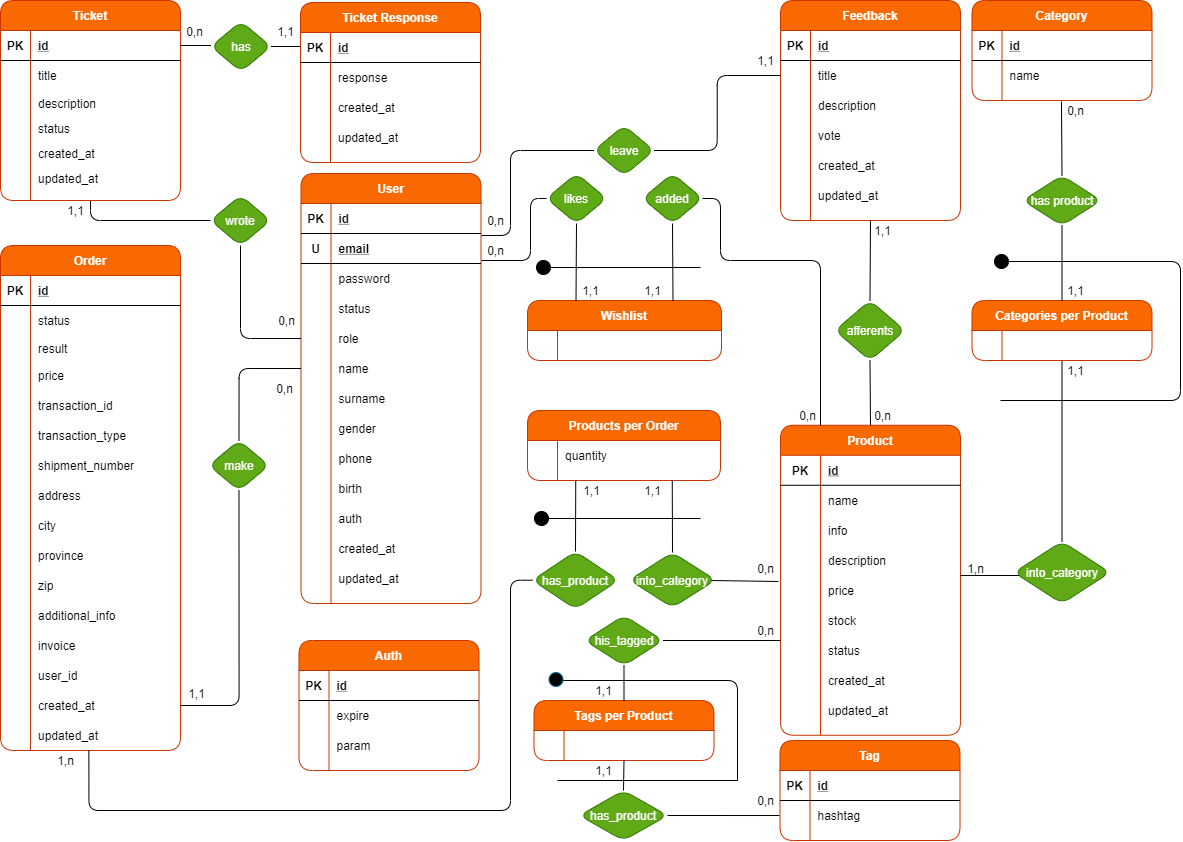 Ticket
PK id
title
description
status
created_at
updated_at
0,n
has
1,1
Ticket Response
PK id
response
created_at
updated_at
Feedback
PK id
title
description
vote
created_at
updated_at
1,1
Category
PK id
name
0,n
leave
likes
added
has product
1,1
wrote
User
PK id
U email
password
status
role
name
surname
gender
phone
birth
auth
created_at
updated_at
0,n
0,n
0,n
0,n
1,1
1,1
1,1
1,1
Order
PK id
status
result
price
transaction_id
transaction_type
shipment_number
address
city
province
zip
additional_info
invoice
user_id
created_at
updated_at
make
1,1
1,n
Wishlist
afferents
Categories per Product
1,1
0,n
0,n
Products per Order
quantity
1,1
1,1
Product
PK id
name
info
description
price
stock
status
created_at
updated_at
has_product
into_category
0,n
1,n
into_category
his_tagged
0,n
Auth
PK id
expire
param
1,1
Tags per Product
1,1
has_product
0,n
Tag
PK id
hashtag